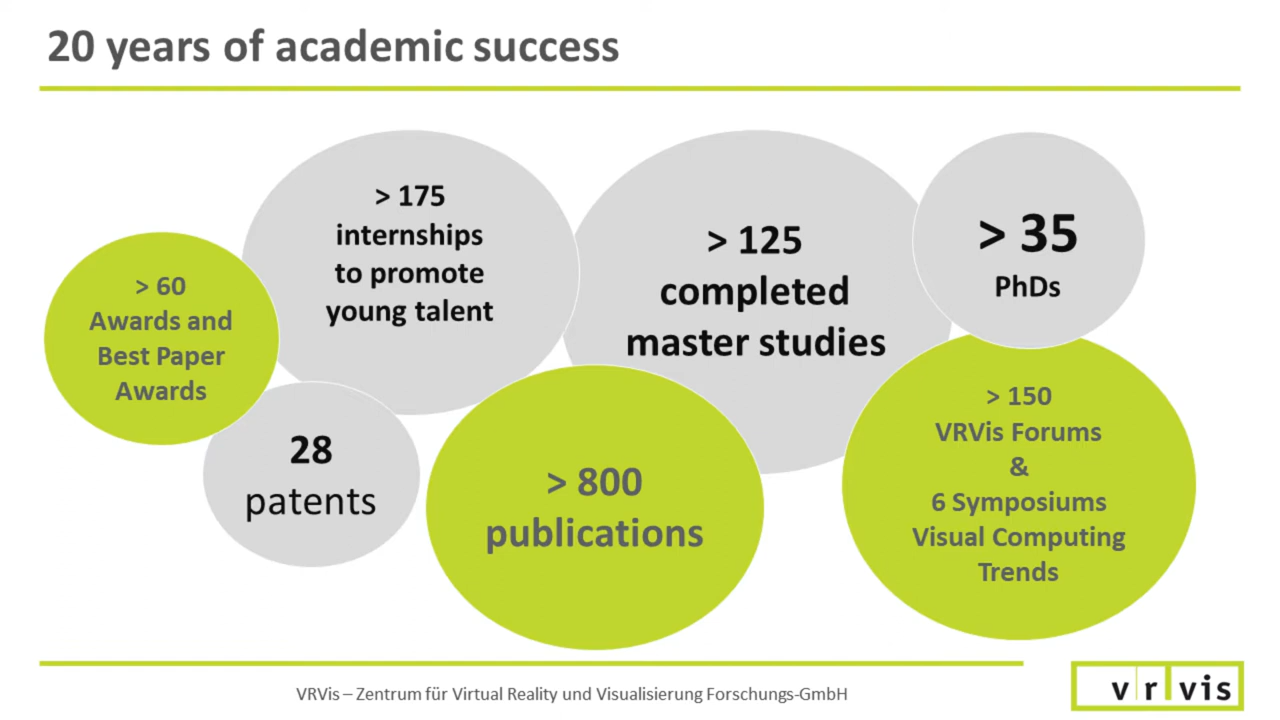 20 years of academic success
> 175
internships
to promote
young talent
> 125
completed
master studies
> 35
PhDs
> 60
Awards and
Best Paper
Awards
28
patents
> 800
publications
> 150
VRVis Forums
&
6 Symposiums
Visual Computing
Trends
VRVis – Zentrum für Virtual Reality und Visualisierung Forschungs-GmbH
vrvis